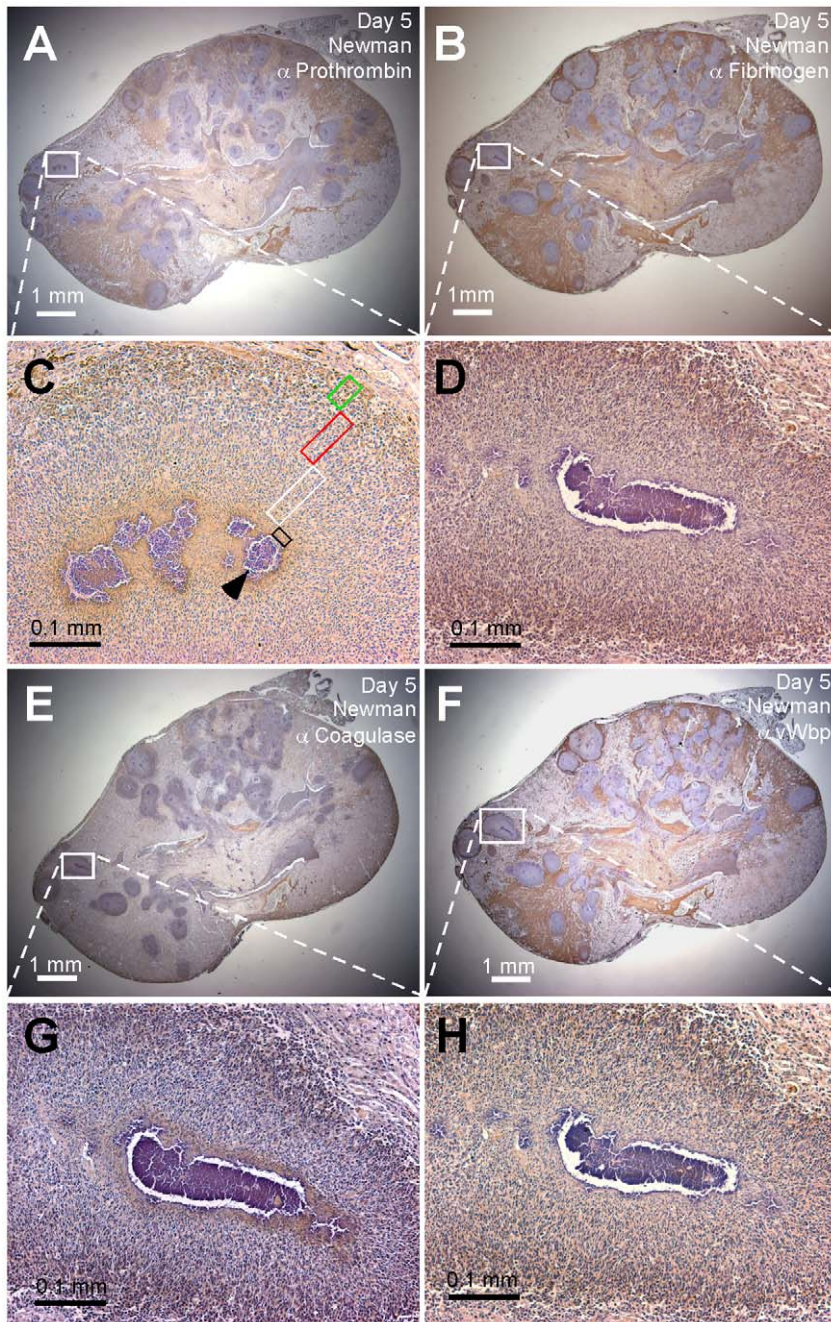 A
Day 5
Newman
α Prothrombin
1 mm
B
Day 5
Newman
α Fibrinogen
1 mm
C
0.1 mm
D
0.1 mm
E
Day 5
Newman
α Coagulase
1 mm
F
Day 5
Newman
α vWbp
1 mm
G
0.1 mm
H
0.1 mm